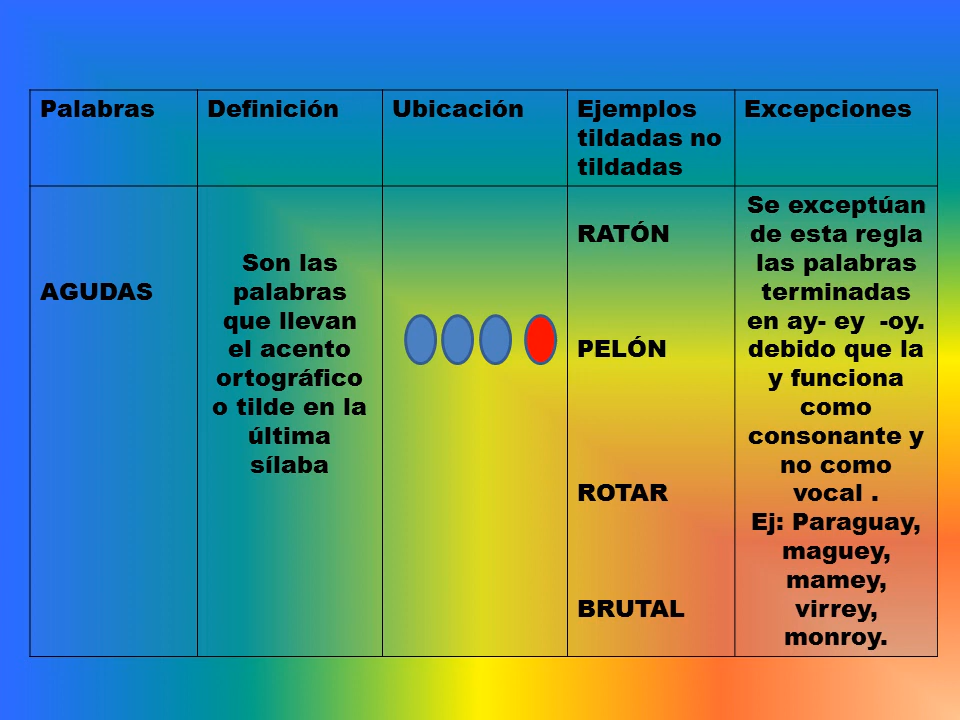 Palabras
Definición
Ubicación
Ejemplos
tildadas no
tildadas
Excepciones
AGUDAS
Son las
palabras
que llevan
el acento
ortográfico
o tilde en la
última
sílaba
RATÓN
PELÓN
ROTAR
BRUTAL
Se exceptúan
de esta regla
las palabras
terminadas
en ay- ey -oy.
debido que la
y funciona
como
consonante y
no como
vocal .
Ej: Paraguay,
maguey,
mamey,
virrey,
monroy.